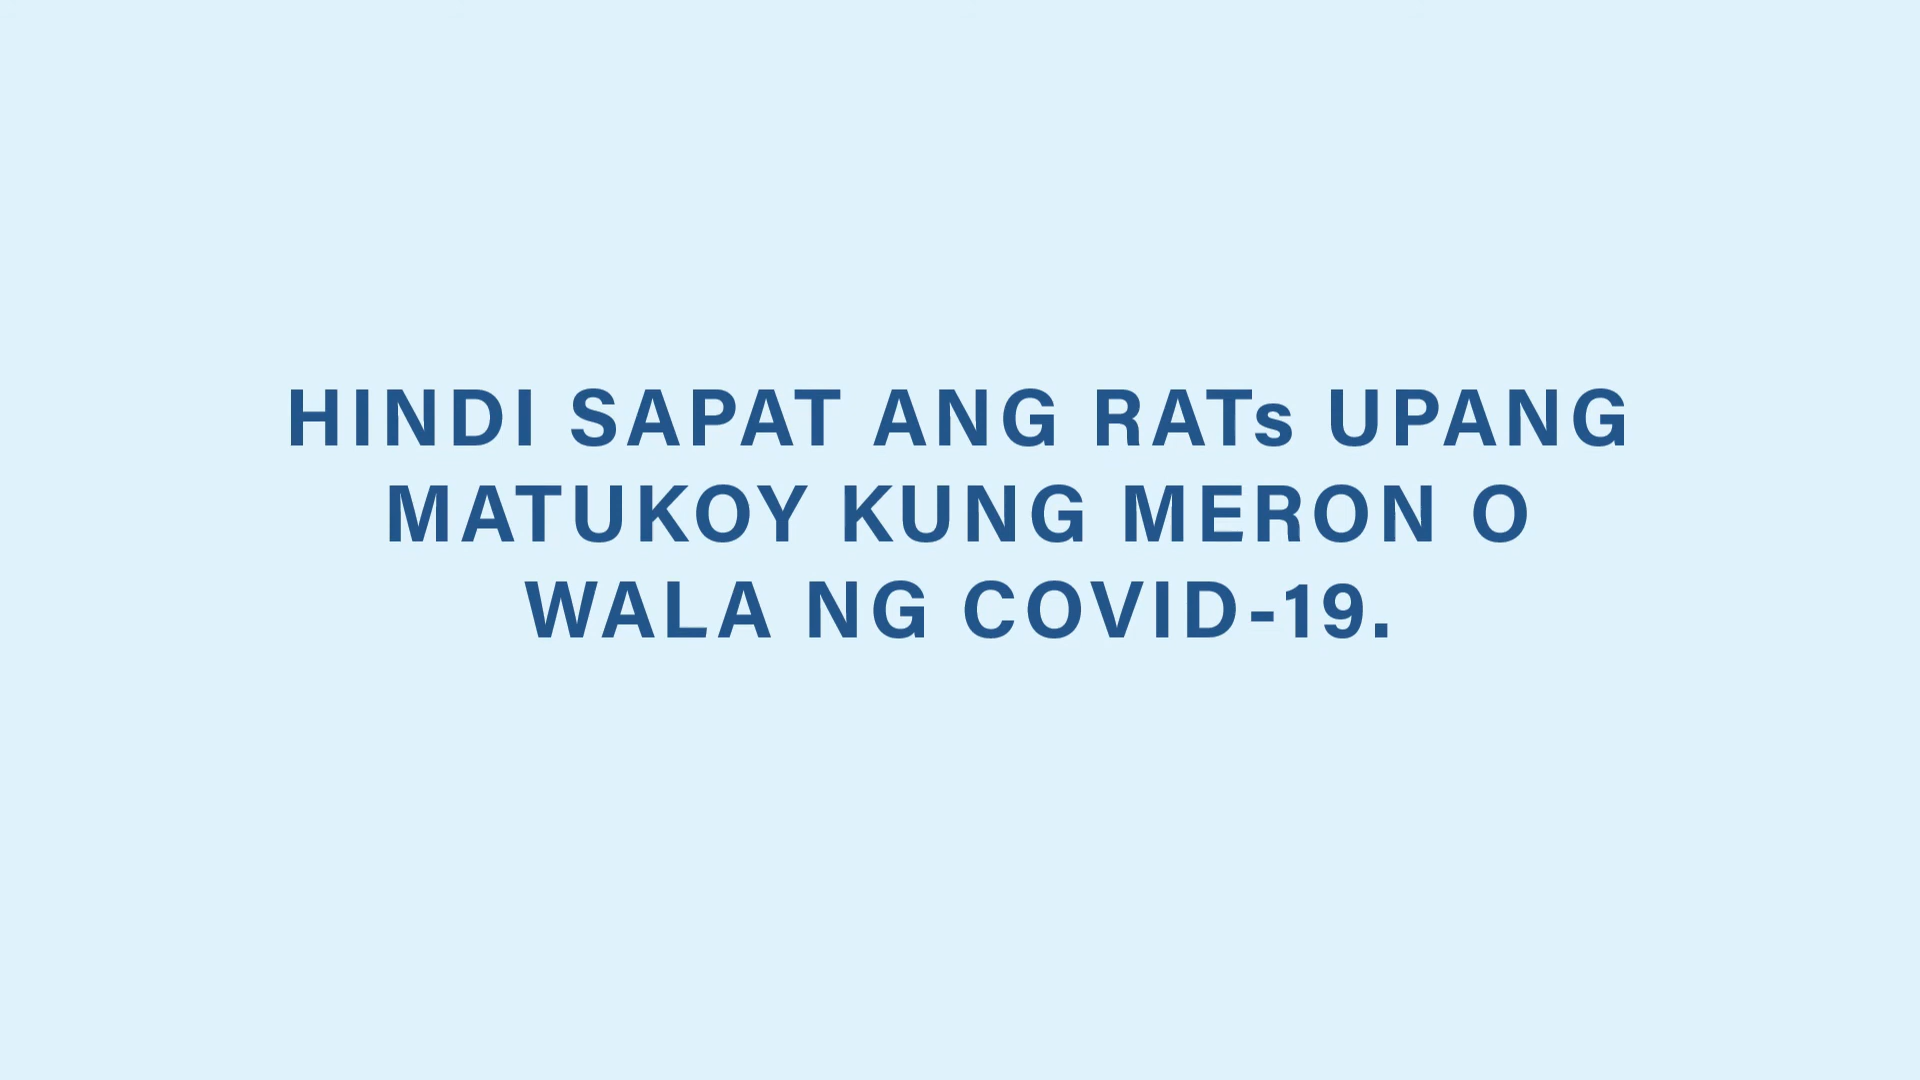 HINDI SAPAT ANG RATs UPANG
MATUKOY KUNG MERON O
WALA NG COVID-19.